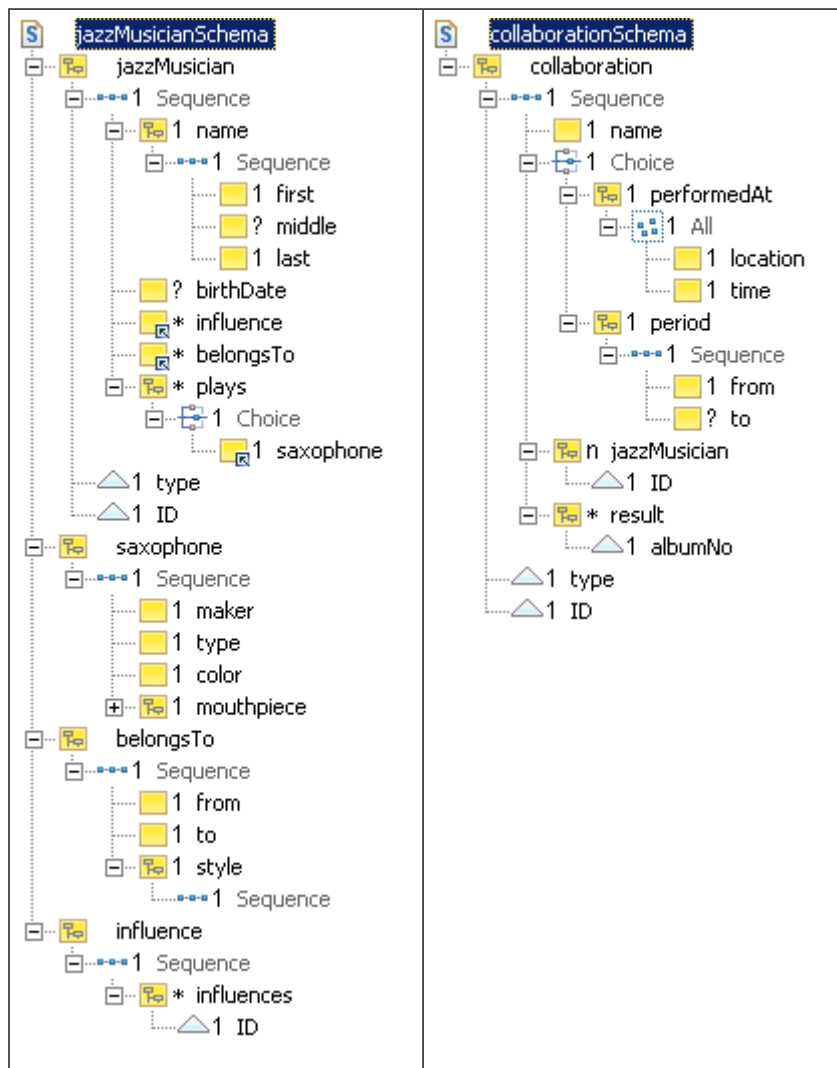 S jazzMusicianSchema
jazzMusician
1 Sequence
1 name
1 Sequence
1 first
? middle
1 last
? birthDate
* influence
* belongsTo
* plays
1 Choice
1 saxophone
1 type
1 ID
saxophone
1 Sequence
1 maker
1 type
1 color
1 mouthpiece
belongsTo
1 Sequence
1 from
1 to
1 style
1 Sequence
influence
1 Sequence
* influences
1 ID
S collaborationSchema
collaboration
1 Sequence
1 name
1 Choice
1 performedAt
1 All
1 location
1 time
1 period
1 Sequence
1 from
? to
n jazzMusician
1 ID
* result
1 albumNo
1 type
1 ID